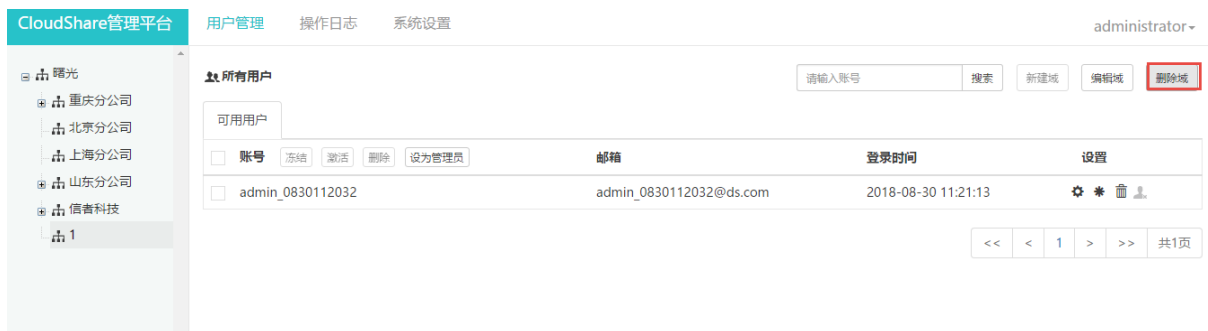 CloudShare管理平台 用户管理 操作日志 系统设置 administrator
曙光
重庆分公司
北京分公司
上海分公司
山东分公司
信者科技
1
所有用户 请输入账号 搜索 新建域 编辑域 删除域
可用用户
账号 冻结 激活 删除 设为管理员 邮箱 登录时间 设置
admin_0830112032 admin_0830112032@ds.com 2018-08-30 11:21:13
<< < 1 > >> 共1页